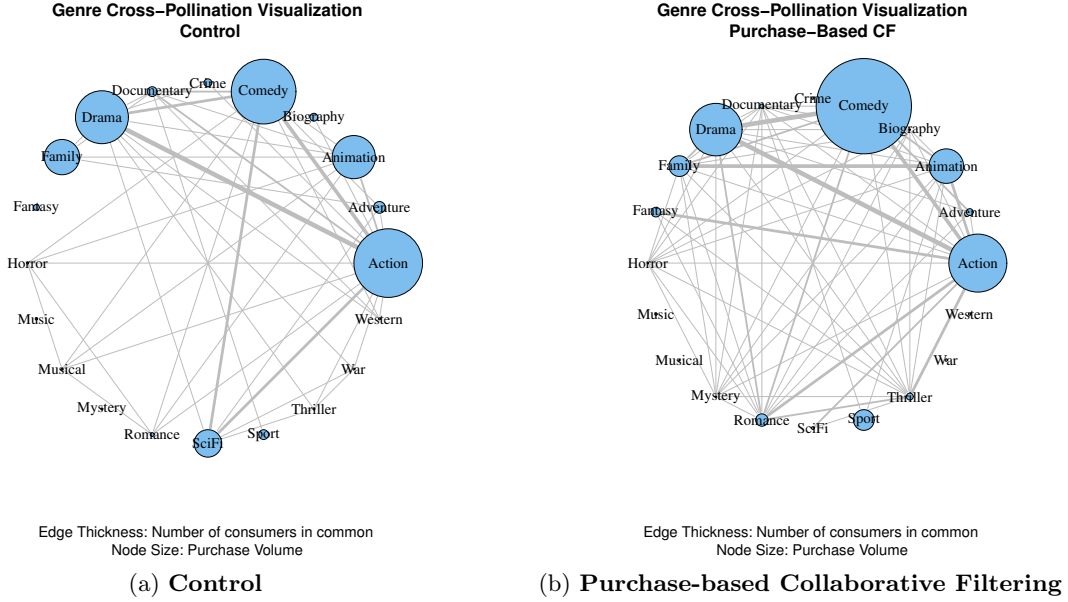 Genre Cross−Pollination Visualization
Control
Crime
Documentary
Comedy
Drama
Biography
Family
Animation
Fantasy
Adventure
Horror
Action
Music
Western
Musical
War
Mystery
Thriller
Romance
SciFi
Sport
Edge Thickness: Number of consumers in common
Node Size: Purchase Volume
(a) Control
Genre Cross−Pollination Visualization
Purchase−Based CF
Crime
Documentary
Comedy
Drama
Biography
Family
Animation
Fantasy
Adventure
Horror
Action
Music
Western
Musical
War
Mystery
Thriller
Romance
SciFi
Sport
Edge Thickness: Number of consumers in common
Node Size: Purchase Volume
(b) Purchase-based Collaborative Filtering